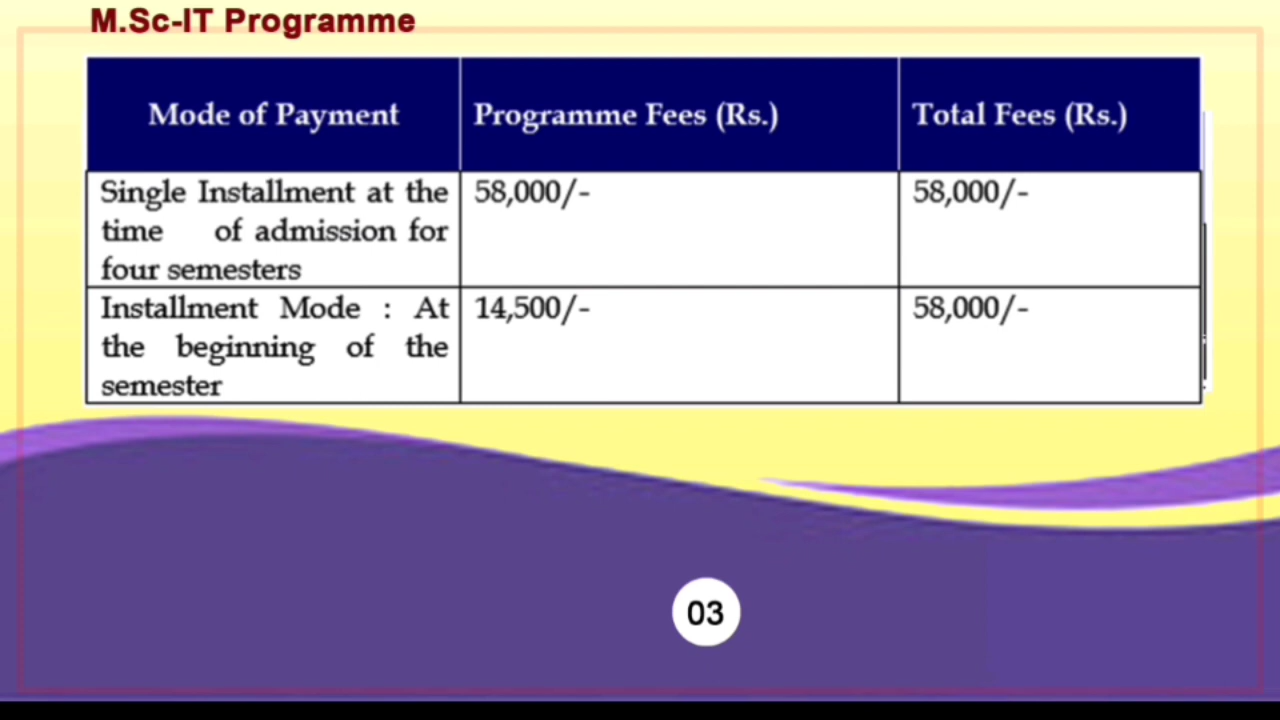 M.Sc-IT Programme
Mode of Payment
Programme Fees (Rs.)
Total Fees (Rs.)
Single Installment at the
time of admission for
four semesters
58,000/-
58,000/-
Installment Mode : At
the beginning of the
semester
14,500/-
58,000/-
03